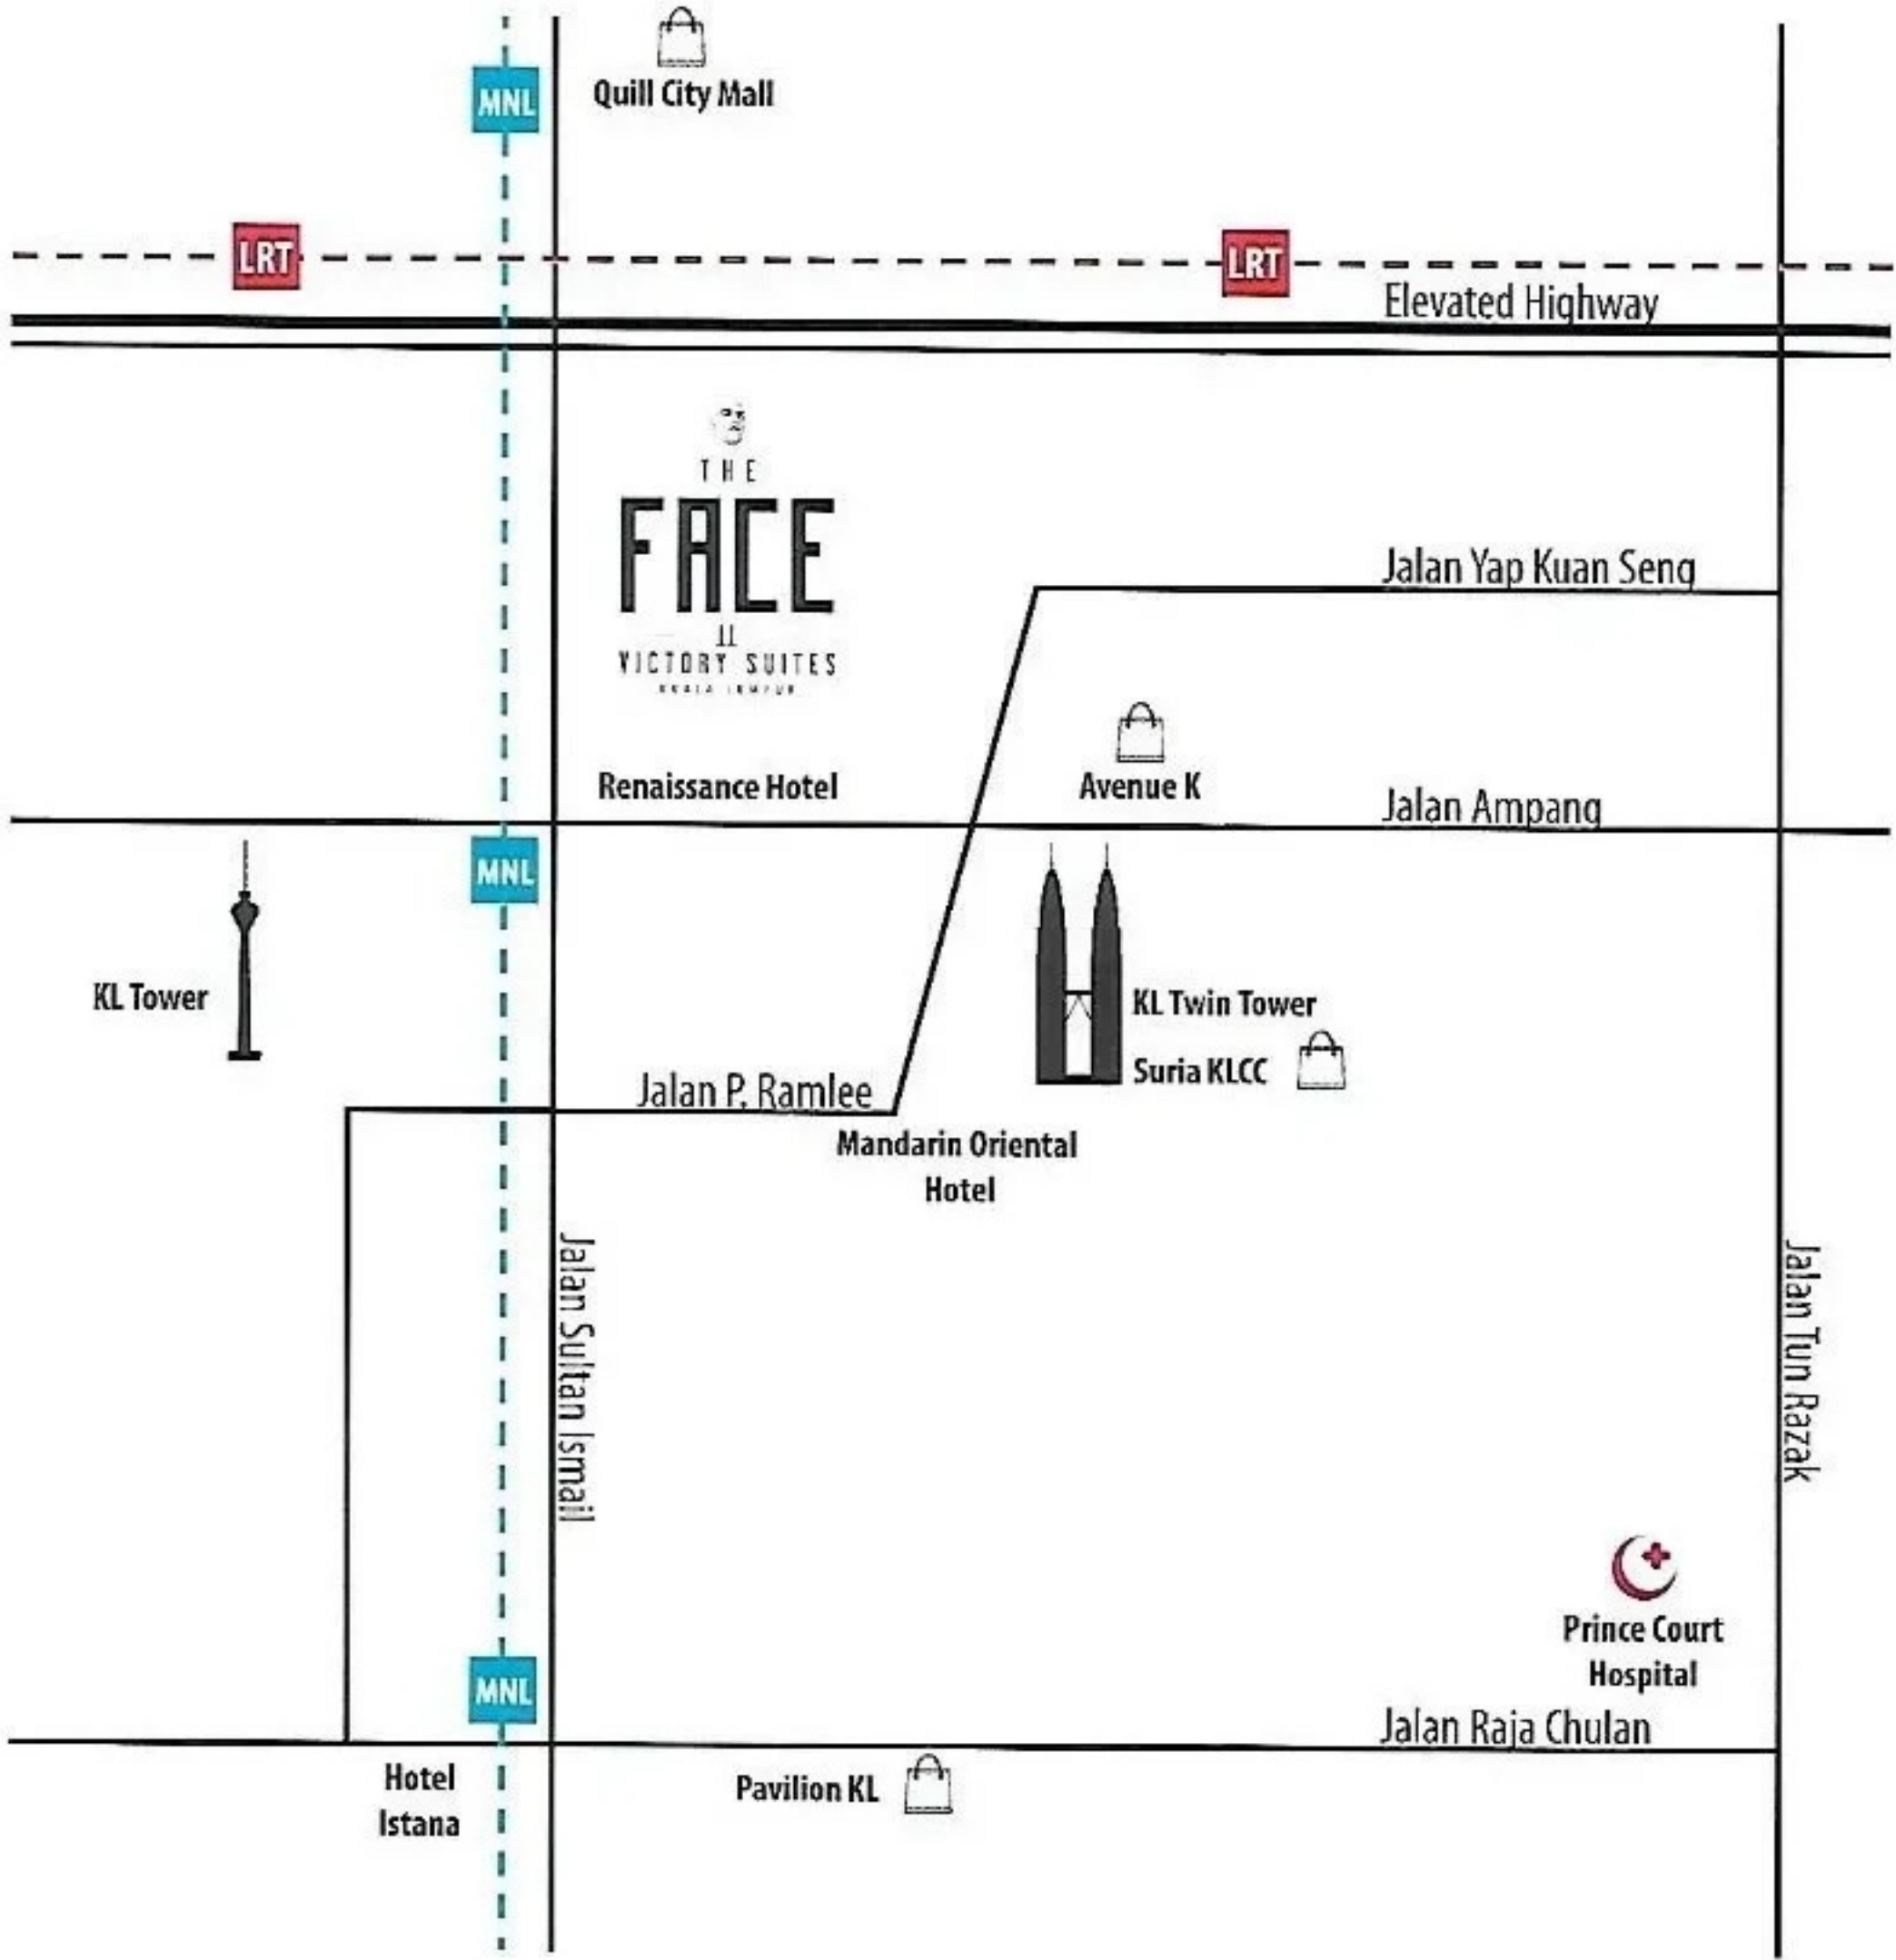 MNL
Quill City Mall
LRT
LRT
Elevated Highway
THE
FACE
II
VICTORY SUITES
KUALA LUMPUR
Jalan Yap Kuan Seng
Renaissance Hotel
Avenue K
Jalan Ampang
MNL
KL Tower
KL Twin Tower
Suria KLCC
Jalan P. Ramlee
Mandarin Oriental
Hotel
Jalan Sultan Ismail
Jalan Tun Razak
Prince Court
Hospital
MNL
Jalan Raja Chulan
Hotel
Istana
Pavilion KL